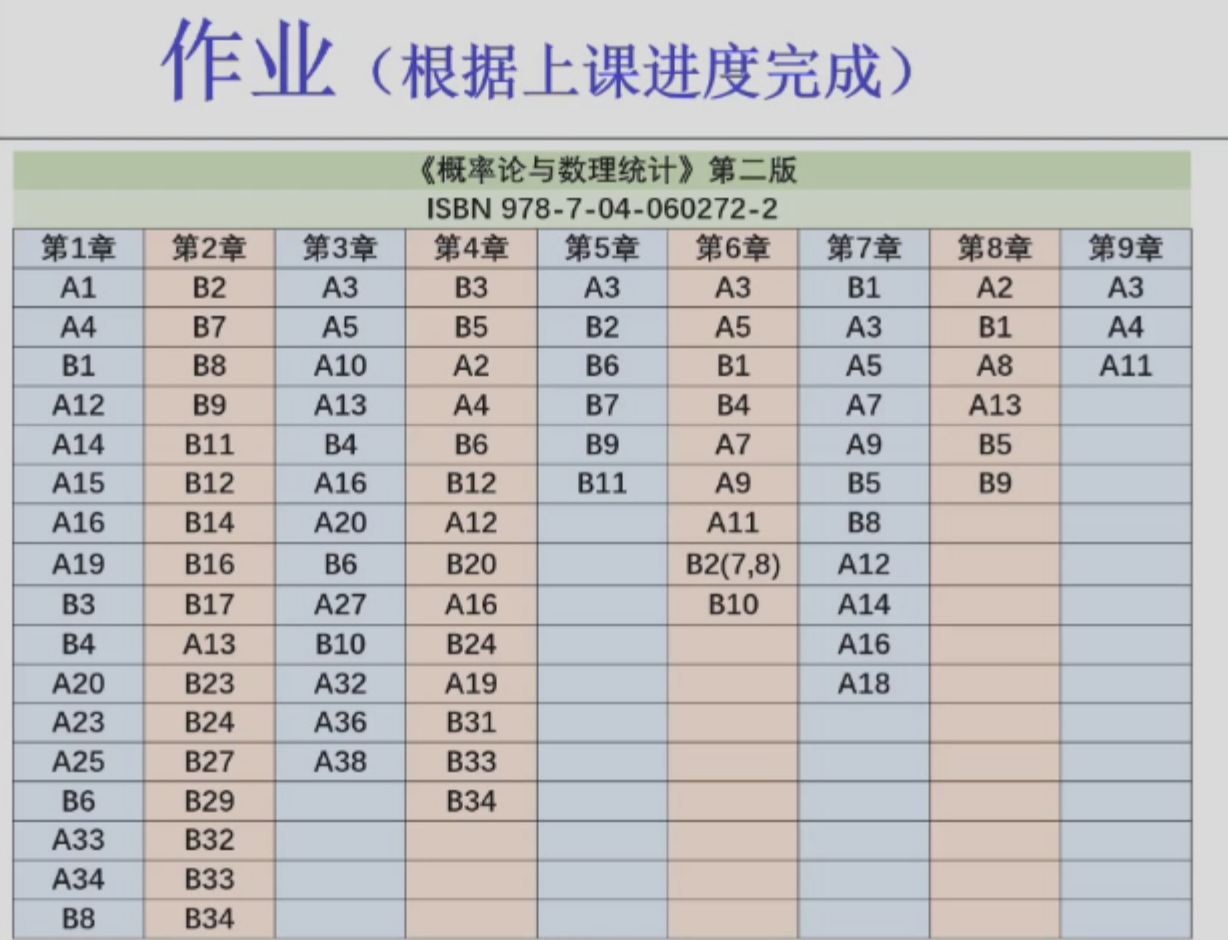 作业（根据上课进度完成）
《概率论与数理统计》第二版
ISBN 978-7-04-060272-2
第1章 第2章 第3章 第4章 第5章 第6章 第7章 第8章 第9章
A1 B2 A3 B3 A3 A3 B1 A2 A3
A4 B7 A5 B5 B2 A5 A3 B1 A4
B1 B8 A10 A2 B6 B1 A5 A8 A11
A12 B9 A13 A4 B7 B4 A7 A13
A14 B11 B4 B6 B9 A7 A9 B5
A15 B12 A16 B12 B11 A9 B5 B9
A16 B14 A20 A12 A11 B8
A19 B16 B6 B20 B2(7,8) A12
B3 B17 A27 A16 B10 A14
B4 A13 B10 B24 A16
A20 B23 A32 A19 A18
A23 B24 A36 B31
A25 B27 A38 B33
B6 B29 B34
A33 B32
A34 B33
B8 B34